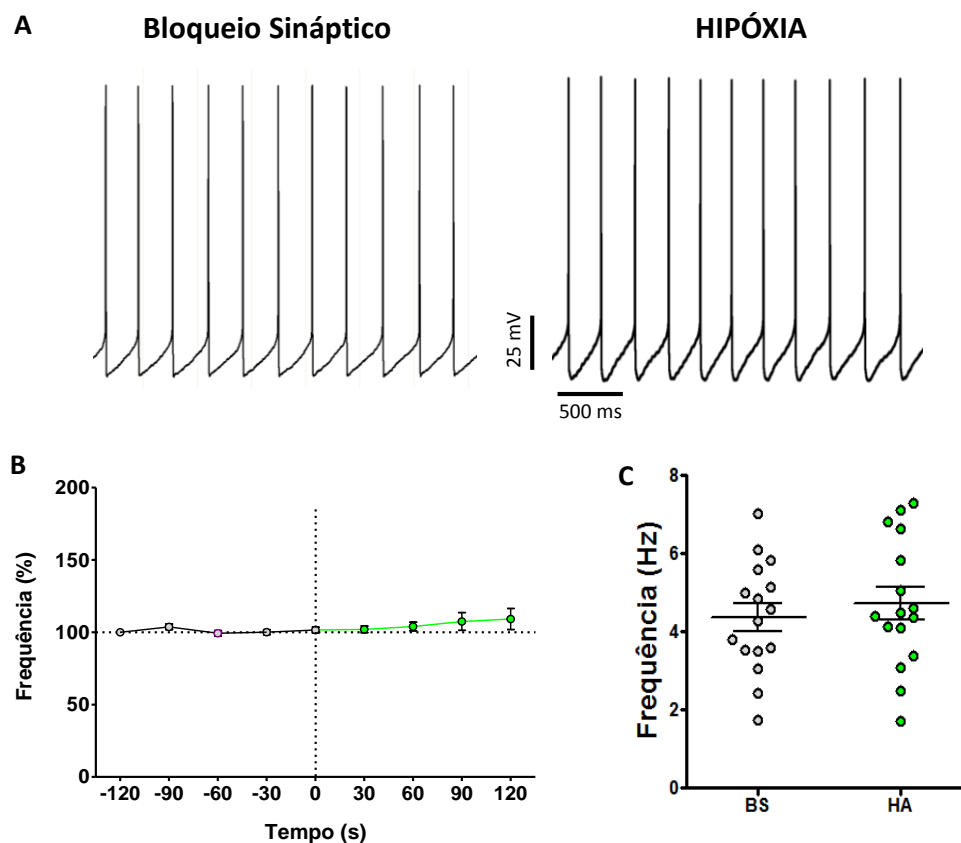 A
Bloqueio Sináptico
HIPÓXIA
25 mV
500 ms
B
Frequência (%)
200
150
100
50
0
-120 -90 -60 -30 0 30 60 90 120
Tempo (s)
C
Frequência (Hz)
8
6
4
2
0
BS HA